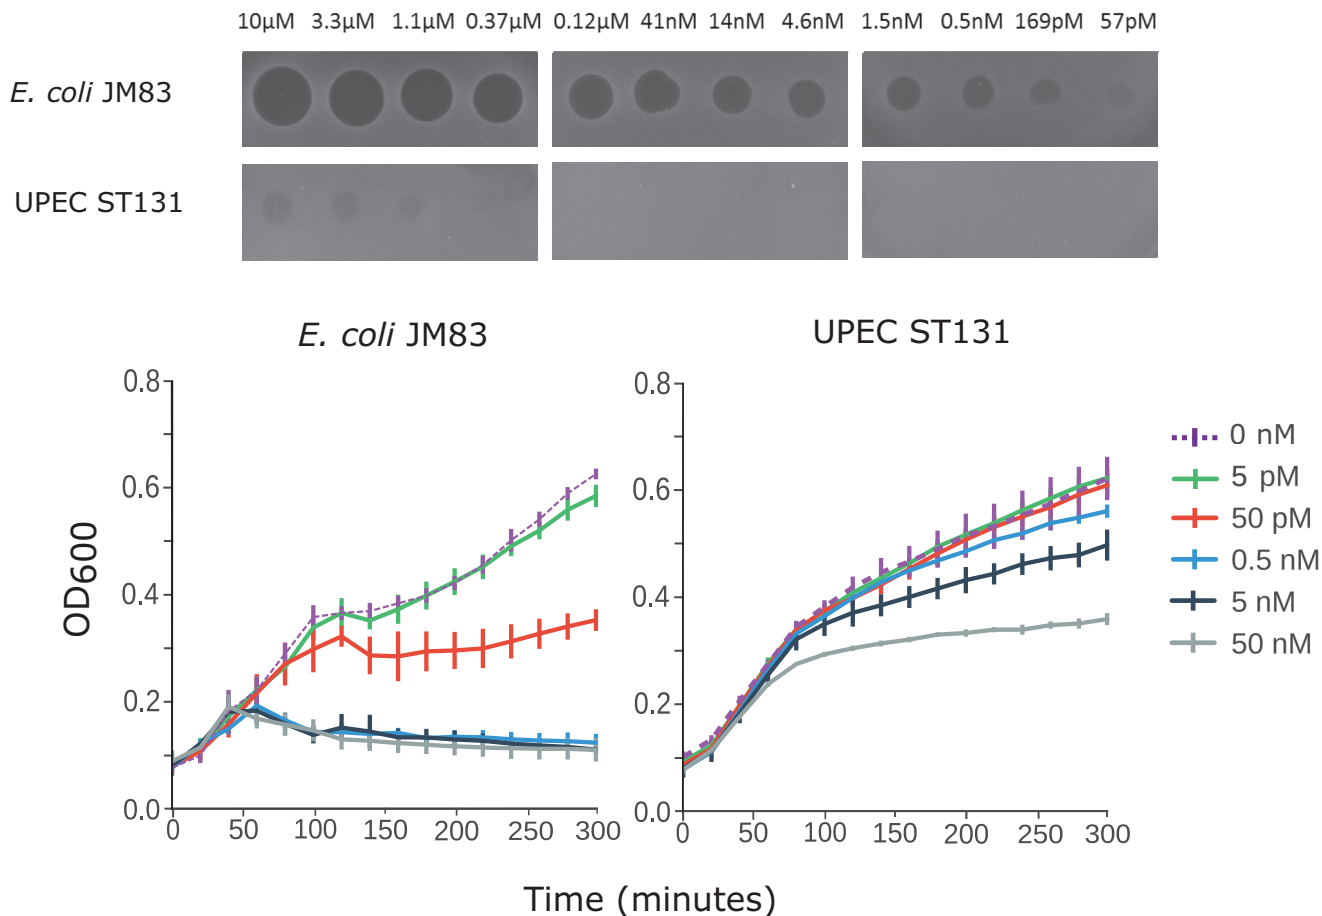 10µM 3.3µM 1.1µM 0.37µM 0.12µM 41nM 14nM 4.6nM 1.5nM 0.5nM 169pM 57pM
E. coli JM83
UPEC ST131
E. coli JM83
UPEC ST131
0.8
0.6
0.4
0.2
0.0
0 50 100 150 200 250 300
OD600
0.8
0.6
0.4
0.2
0.0
0 50 100 150 200 250 300
0 nM
5 pM
50 pM
0.5 nM
5 nM
50 nM
Time (minutes)